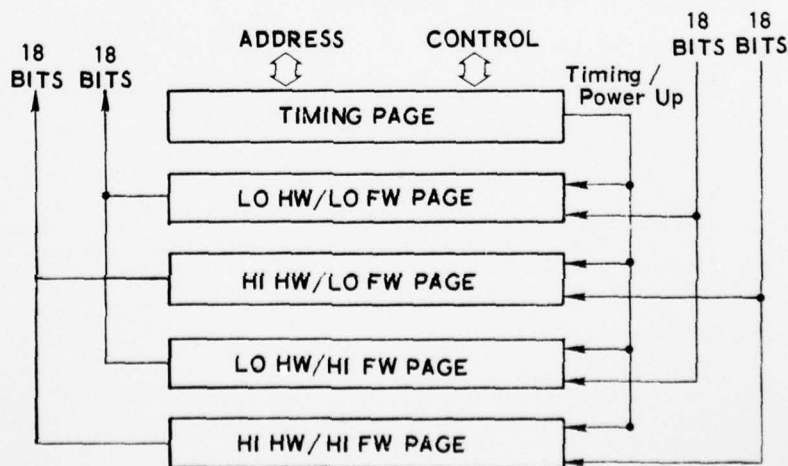 18
BITS
18
BITS
ADDRESS
CONTROL
18
BITS
18
BITS
Timing /
Power Up
TIMING PAGE
LO HW/LO FW PAGE
HI HW/LO FW PAGE
LO HW/HI FW PAGE
HI HW/HI FW PAGE